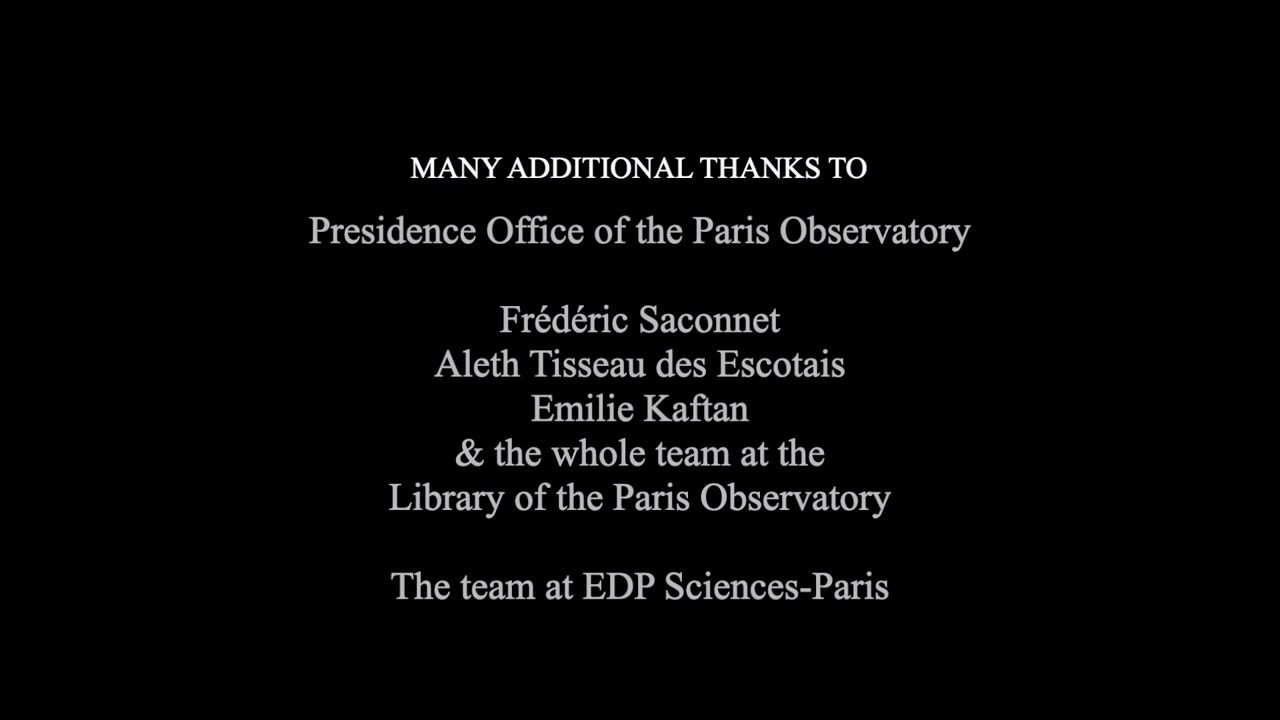 MANY ADDITIONAL THANKS TO
Presidence Office of the Paris Observatory
Frédéric Saconnet
Aleth Tisseau des Escotais
Emilie Kaftan
& the whole team at the
Library of the Paris Observatory
The team at EDP Sciences-Paris